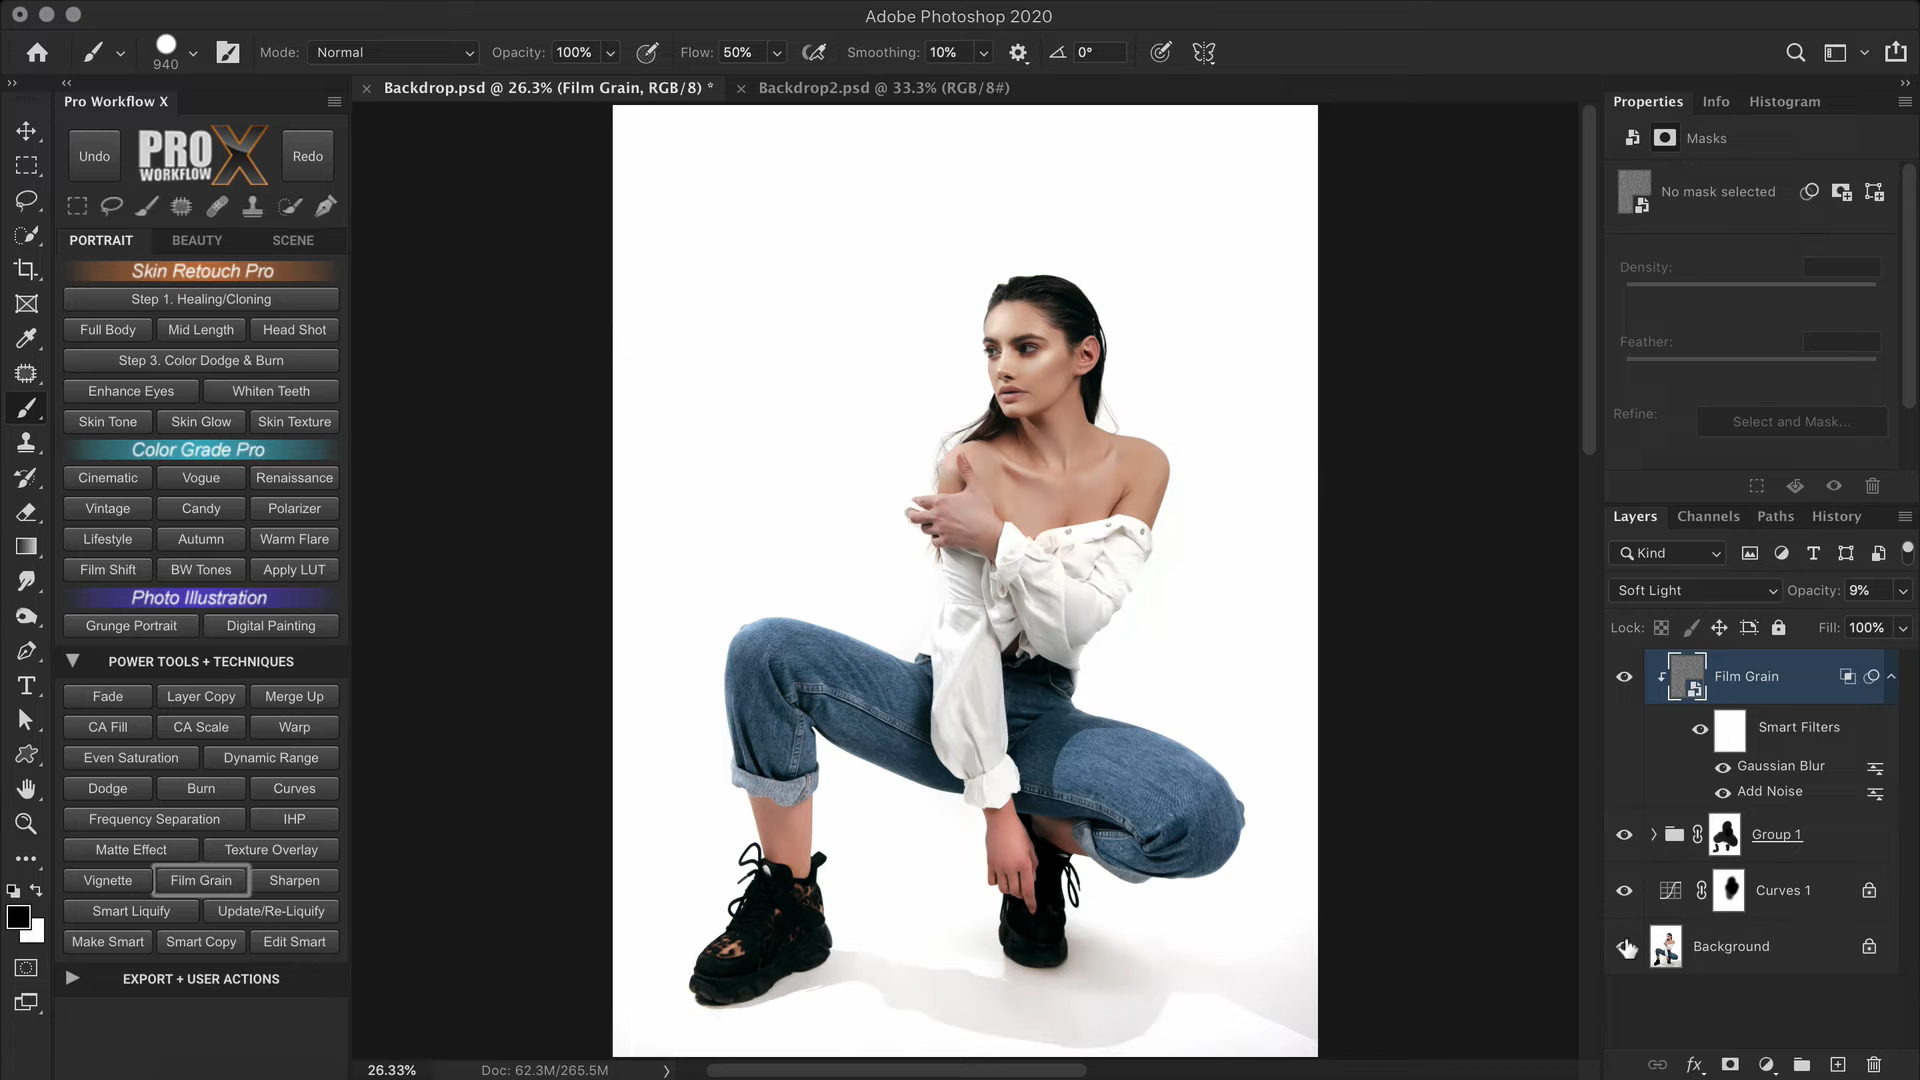 Adobe Photoshop 2020
940
Mode: Normal
Opacity: 100%
Flow: 50%
Smoothing: 10%
0°
Backdrop.psd @ 26.3% (Film Grain, RGB/8) *
Backdrop2.psd @ 33.3% (RGB/8#)
Pro Workflow X
Undo
PRO X
WORKFLOW
Redo
PORTRAIT
BEAUTY
SCENE
Skin Retouch Pro
Step 1. Healing/Cloning
Full Body
Mid Length
Head Shot
Step 3. Color Dodge & Burn
Enhance Eyes
Whiten Teeth
Skin Tone
Skin Glow
Skin Texture
Color Grade Pro
Cinematic
Vogue
Renaissance
Vintage
Candy
Polarizer
Lifestyle
Autumn
Warm Flare
Film Shift
BW Tones
Apply LUT
Photo Illustration
Grunge Portrait
Digital Painting
POWER TOOLS + TECHNIQUES
Fade
Layer Copy
Merge Up
CA Fill
CA Scale
Warp
Even Saturation
Dynamic Range
Dodge
Burn
Curves
Frequency Separation
IHP
Matte Effect
Texture Overlay
Vignette
Film Grain
Sharpen
Smart Liquify
Update/Re-Liquify
Make Smart
Smart Copy
Edit Smart
EXPORT + USER ACTIONS
26.33%
Doc: 62.3M/265.5M
Properties
Info
Histogram
Masks
No mask selected
Density:
Feather:
Refine:
Select and Mask...
Layers
Channels
Paths
History
Kind
Soft Light
Opacity: 9%
Lock:
Fill: 100%
Film Grain
Smart Filters
Gaussian Blur
Add Noise
Group 1
Curves 1
Background
fx